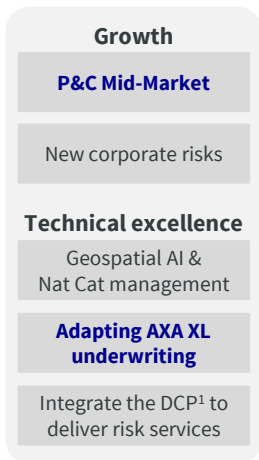 Growth
P&C Mid-Market
New corporate risks
Technical excellence
Geospatial AI &
Nat Cat management
Adapting AXA XL
underwriting
Integrate the DCP¹ to
deliver risk services